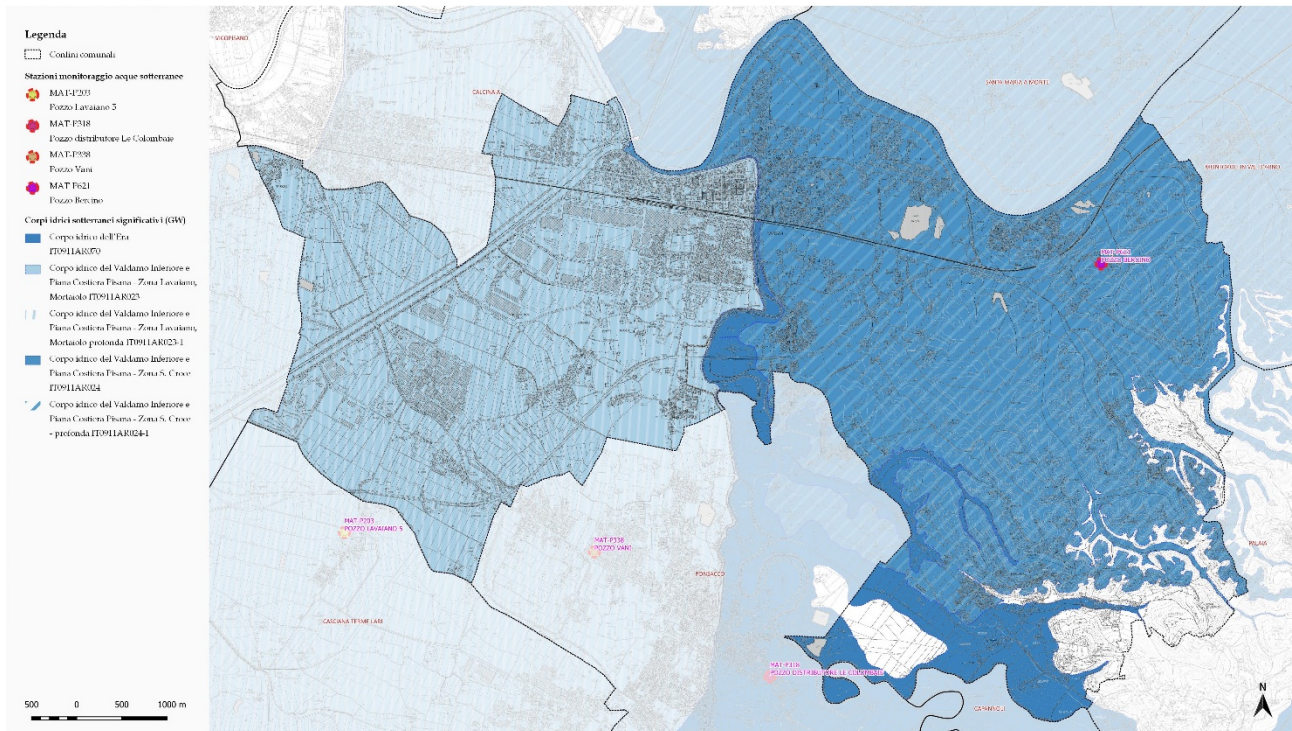 Legenda
Confini comunali
Stazioni monitoraggio acque sotterranee
MAT-P203
Pozzo Lavaiano 5
MAT-P318
Pozzo distributore Le Colombaie
MAT-P338
Pozzo Vani
MAT-P621
Pozzo Bercino
Corpi idrici sotterranei significativi (GW)
Corpo idrico dell'Era
IT0911AR070
Corpo idrico del Valdarno Inferiore e
Piana Costiera Pisana - Zona Lavaiano,
Mortaiolo IT0911AR023
Corpo idrico del Valdarno Inferiore e
Piana Costiera Pisana - Zona Lavaiano,
Mortaiolo profonda IT0911AR023-1
Corpo idrico del Valdarno Inferiore e
Piana Costiera Pisana - Zona S. Croce
IT0911AR024
Corpo idrico del Valdarno Inferiore e
Piana Costiera Pisana - Zona S. Croce
- profonda IT0911AR024-1
500 0 500 1000 m
VICOPISANO
CALCINAIA
SANTA MARIA A MONTE
MAT-P621
POZZO BERCINO
MAT-P203
POZZO LAVAIANO 5
MAT-P338
POZZO VANI
PONSACCO
PALAIA
CASCIANA TERME LARI
MAT-P318
POZZO DISTRIBUTORE LE COLOMBAIE
CAPANNOLI
N